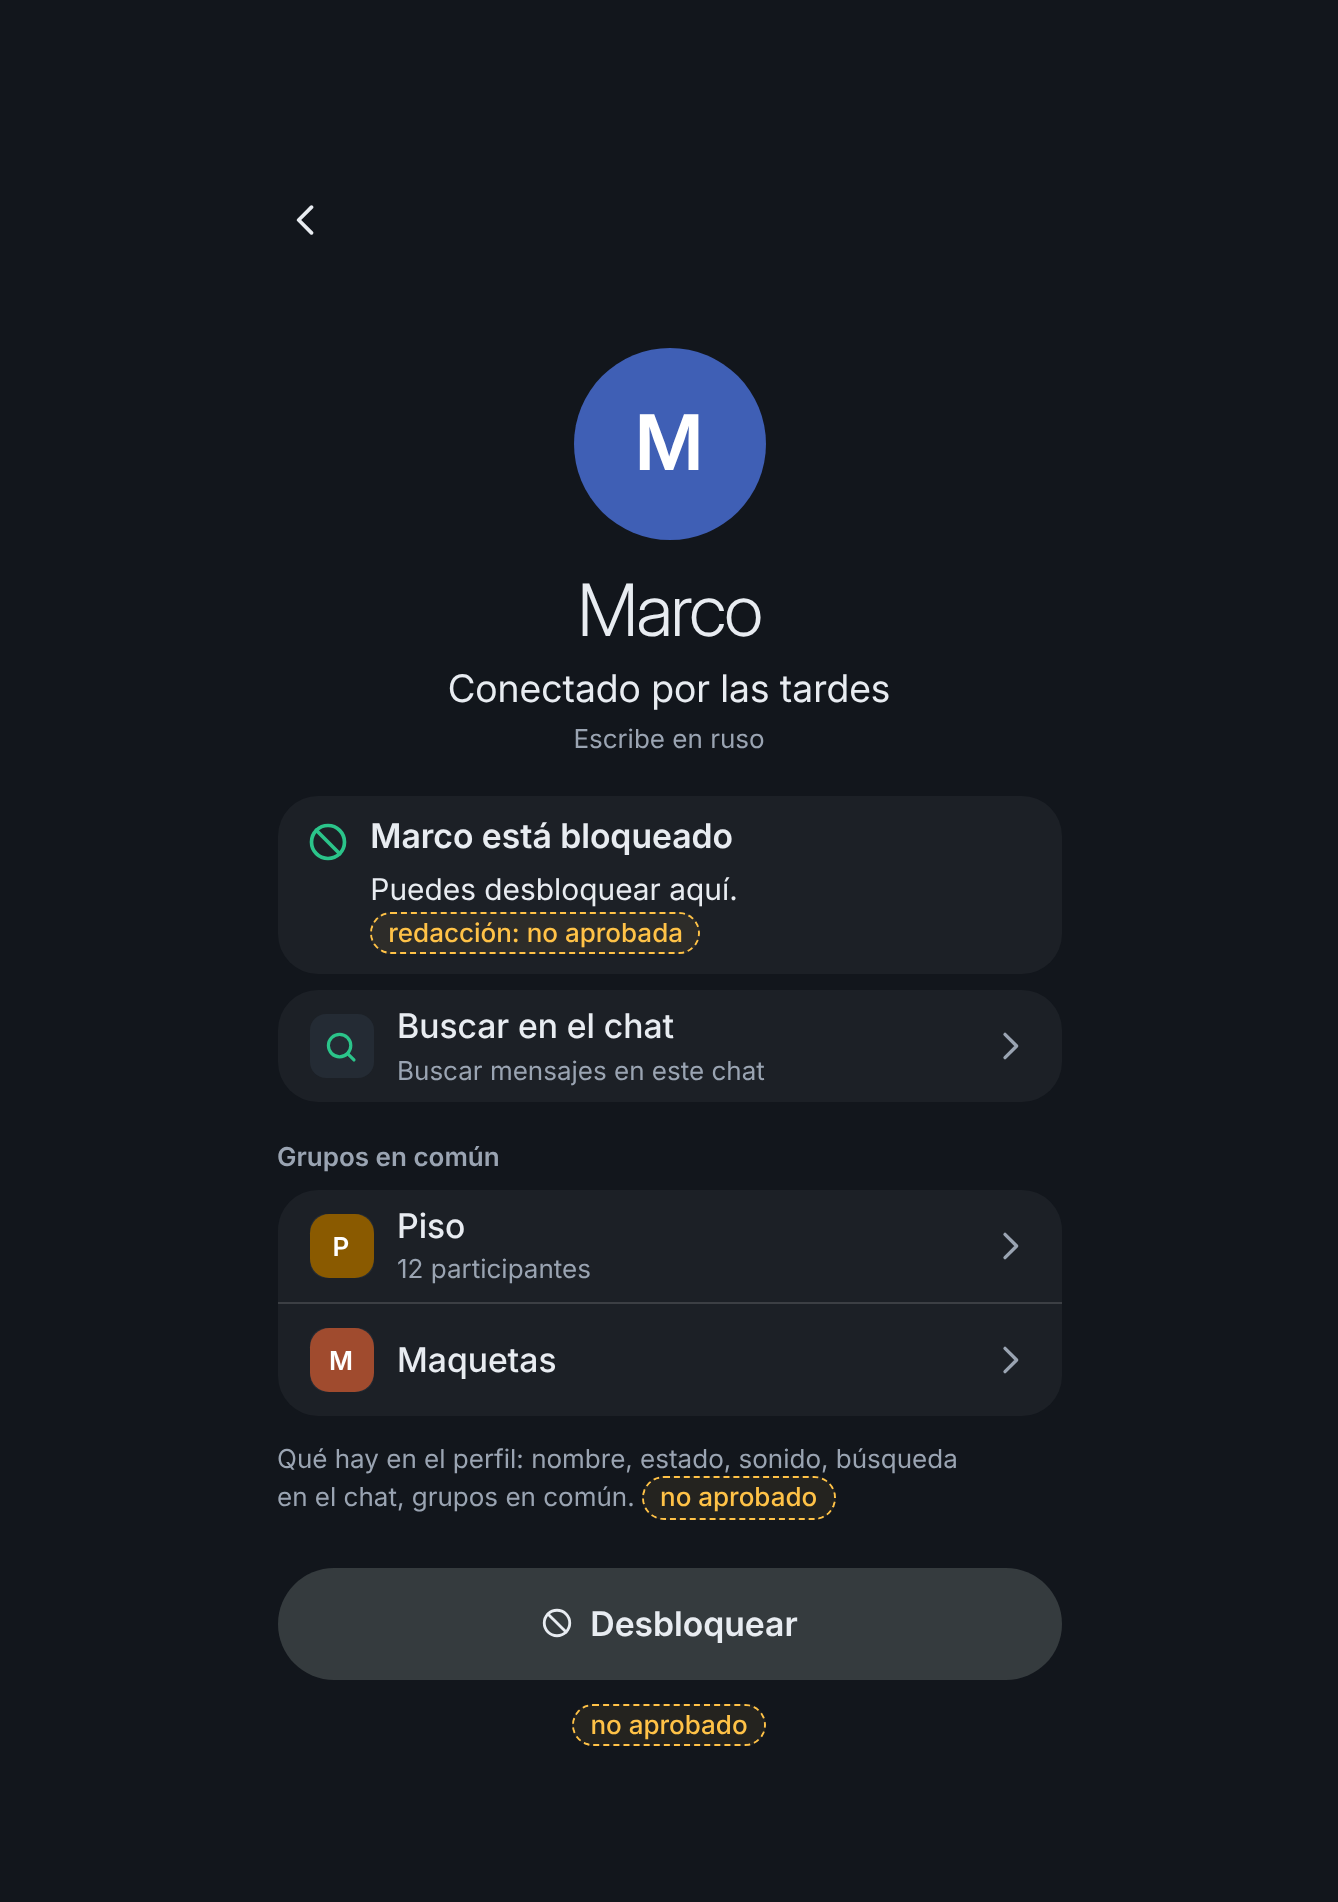 M
Marco
Conectado por las tardes
Escribe en ruso
Marco está bloqueado
Puedes desbloquear aquí.
redacción: no aprobada
Buscar en el chat
Buscar mensajes en este chat
Grupos en común
P
Piso
12 participantes
M
Maquetas
Qué hay en el perfil: nombre, estado, sonido, búsqueda
en el chat, grupos en común. no aprobado
Desbloquear
no aprobado